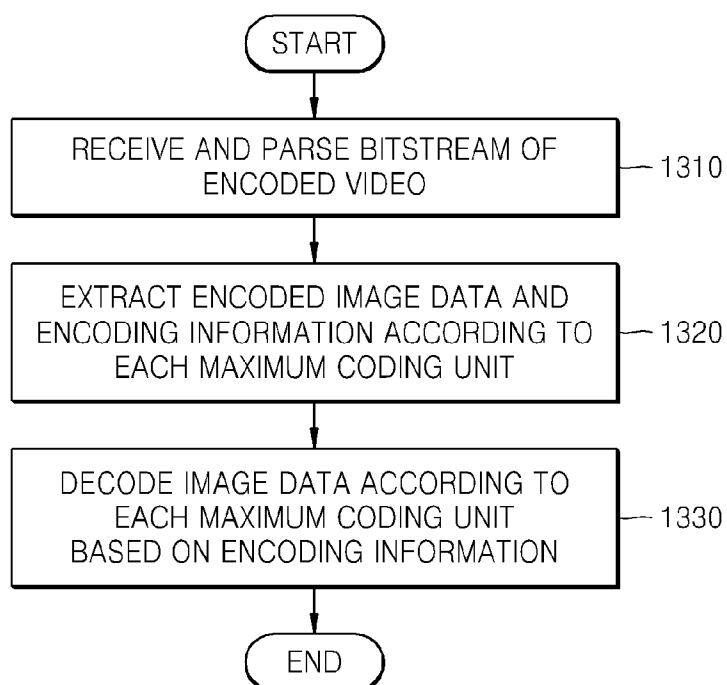 START
RECEIVE AND PARSE BITSTREAM OF
ENCODED VIDEO
1310
EXTRACT ENCODED IMAGE DATA AND
ENCODING INFORMATION ACCORDING TO
EACH MAXIMUM CODING UNIT
1320
DECODE IMAGE DATA ACCORDING TO
EACH MAXIMUM CODING UNIT
BASED ON ENCODING INFORMATION
1330
END